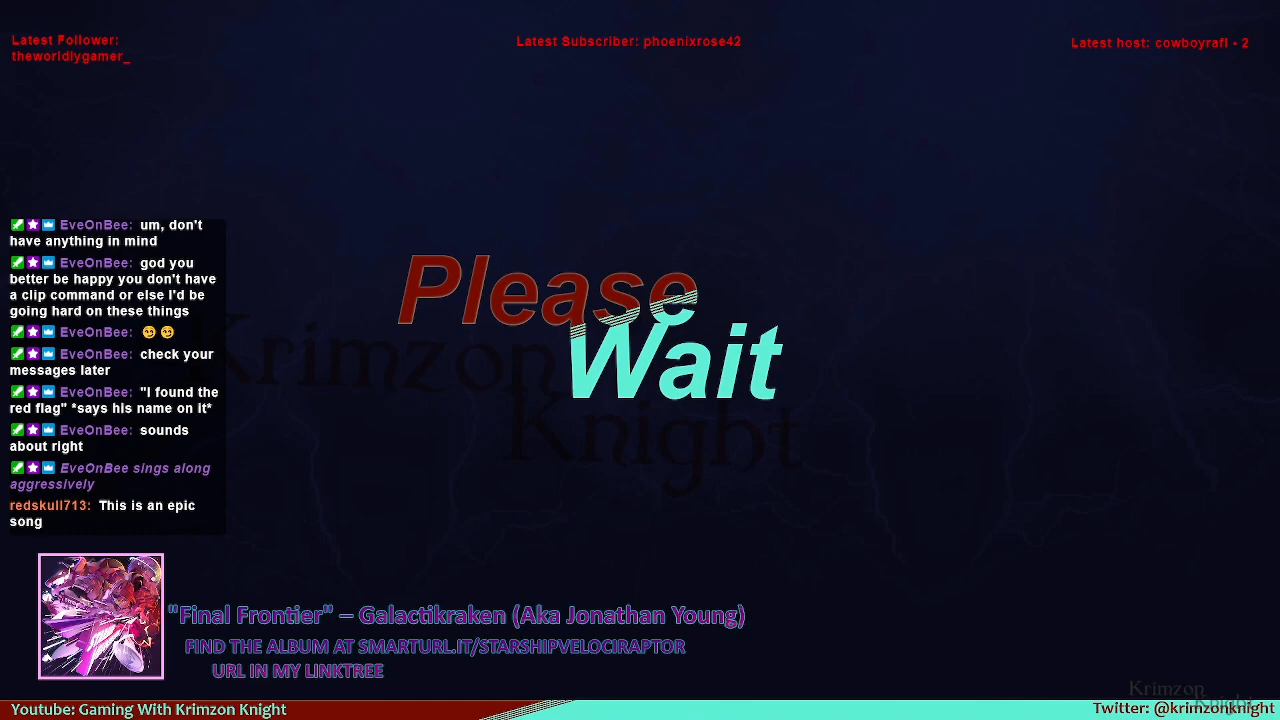 Latest Follower:
theworldlygamer_
Latest Subscriber: phoenixrose42
Latest host: cowboyrafi - 2
Please
Wait
Krimzon
Knight
EveOnBee: um, don't
have anything in mind
EveOnBee: god you
better be happy you don't have
a clip command or else I'd be
going hard on these things
EveOnBee: 😊 😊
EveOnBee: check your
messages later
EveOnBee: "I found the
red flag" *says his name on it*
EveOnBee: sounds
about right
EveOnBee sings along
aggressively
redskull713: This is an epic
song
"Final Frontier" – Galactikraken (Aka Jonathan Young)
FIND THE ALBUM AT SMARTURL.IT/STARSHIPVELOCIRAPTOR
URL IN MY LINKTREE
Krimzon
Knight
Youtube: Gaming With Krimzon Knight
Twitter: @krimzonknight